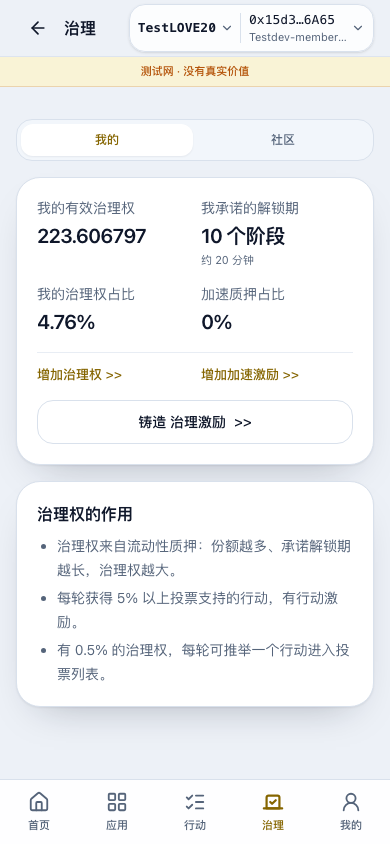 治理
TestLOVE20
0x15d3…6A65
Testdev-member...
测试网 · 没有真实价值
我的
社区
我的有效治理权
我承诺的解锁期
223.606797
10 个阶段
约 20 分钟
我的治理权占比
加速质押占比
4.76%
0%
增加治理权 >>
增加加速激励 >>
铸造 治理激励 >>
治理权的作用
• 治理权来自流动性质押：份额越多、承诺解锁期
越长，治理权越大。
• 每轮获得 5% 以上投票支持的行动，有行动激
励。
• 有 0.5% 的治理权，每轮可推举一个行动进入投
票列表。
首页
应用
行动
治理
我的